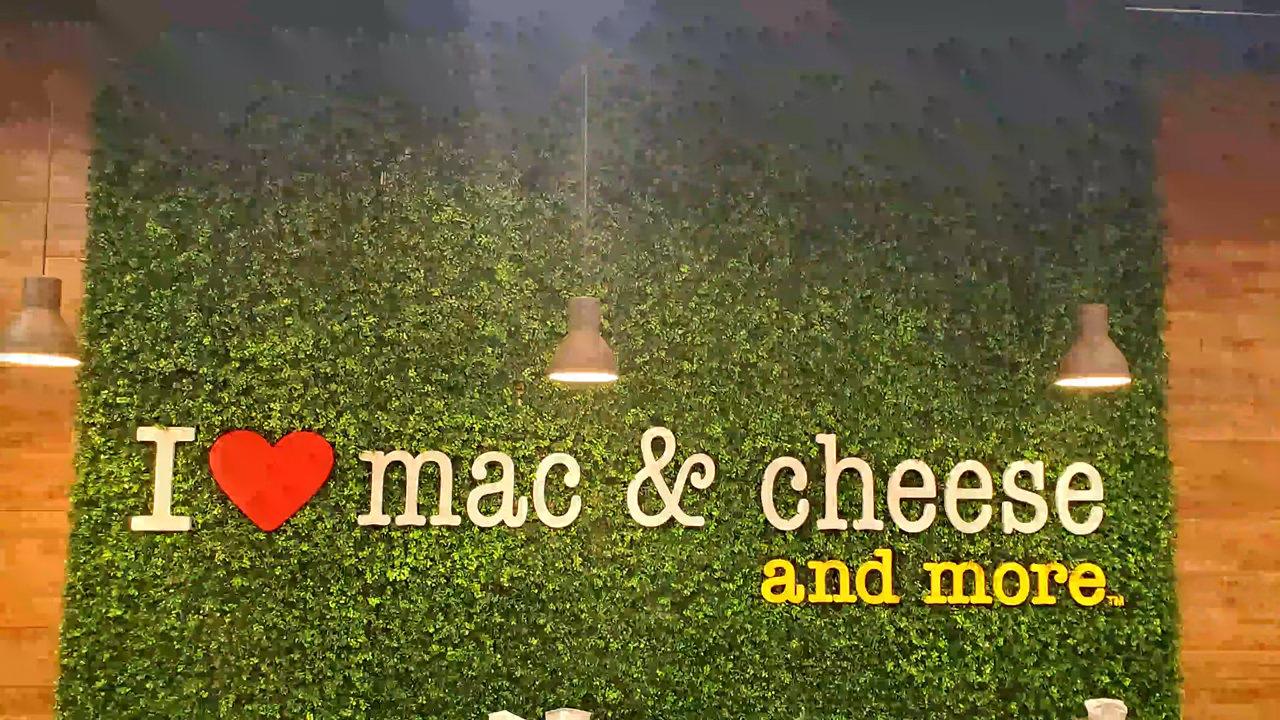 I ❤ mac & cheese
and more™